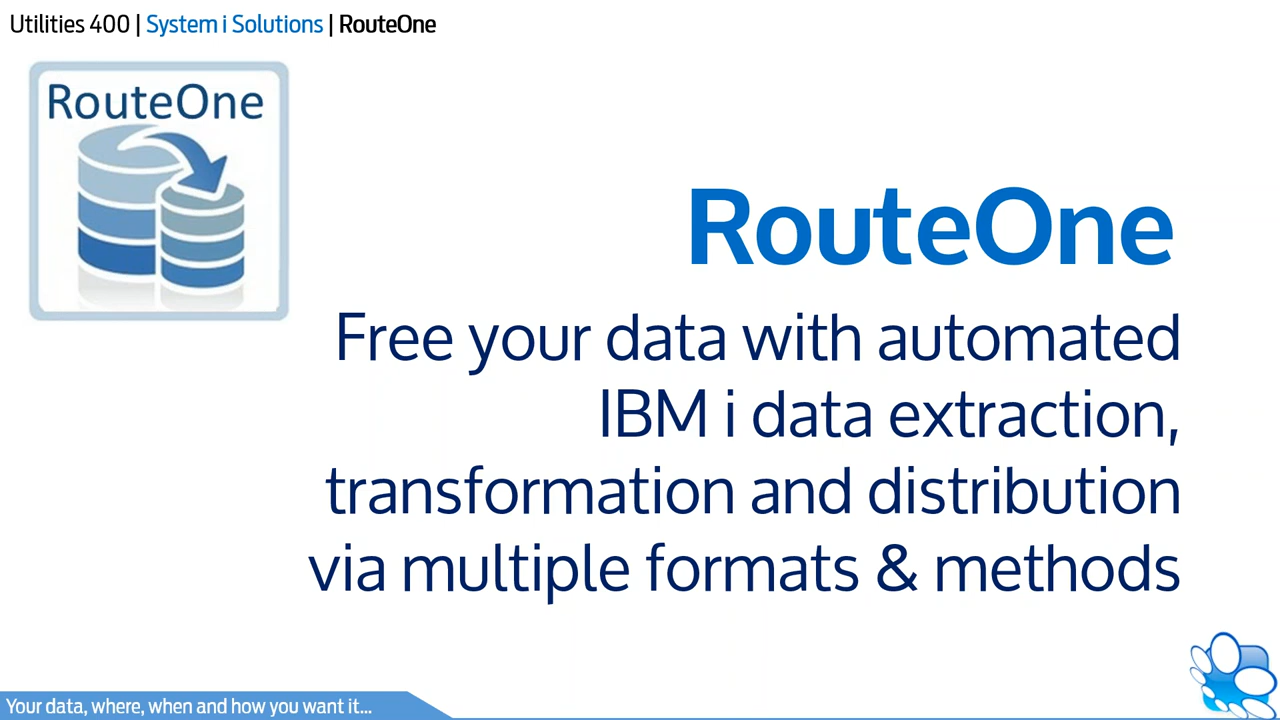 Utilities 400 | System i Solutions | RouteOne
RouteOne
RouteOne
Free your data with automated
IBM i data extraction,
transformation and distribution
via multiple formats & methods
Your data, where, when and how you want it...